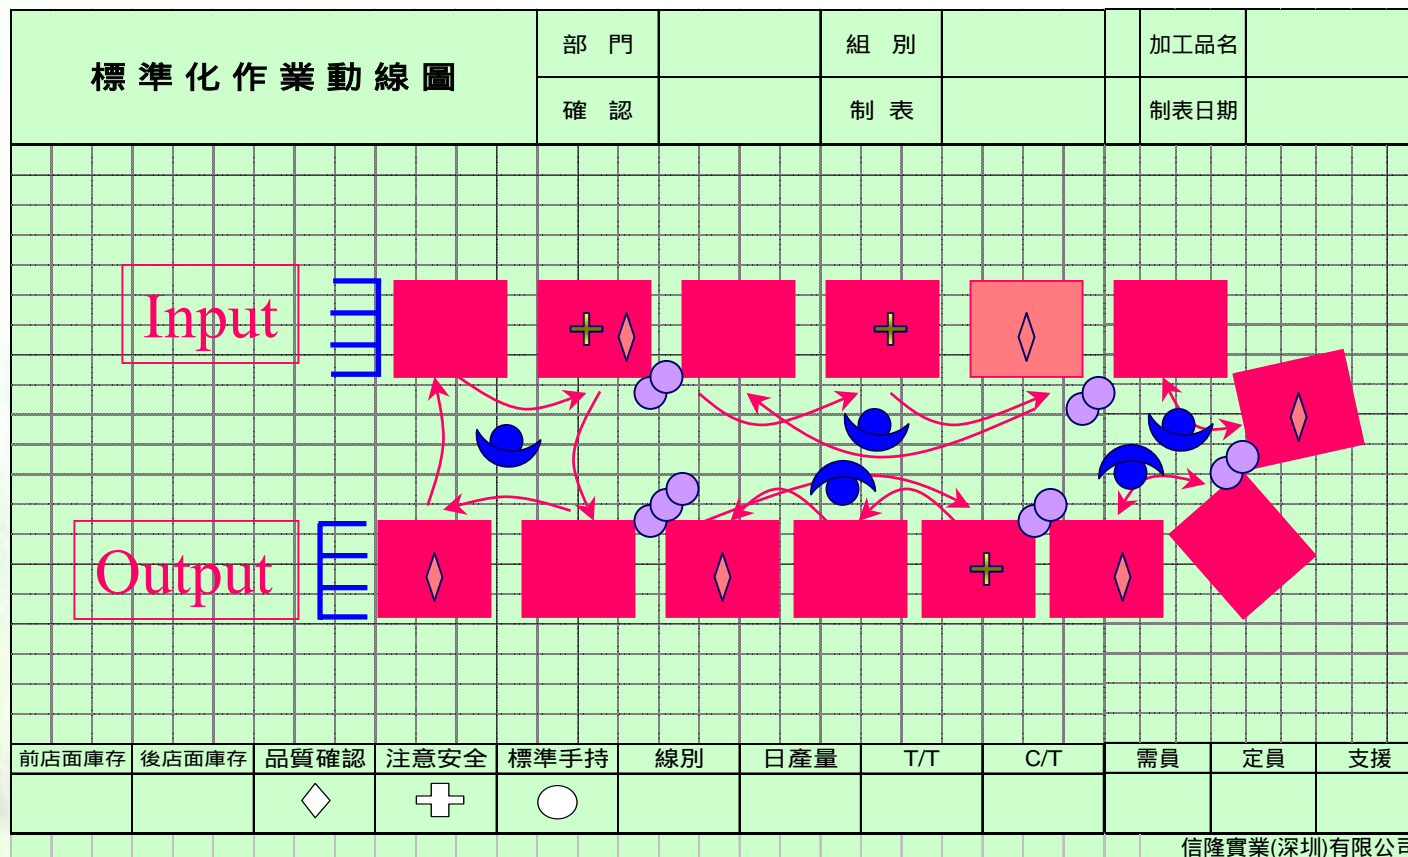 標準化作業動線圖
部 門
組 別
加工品名
確 認
制 表
制表日期
Input
Output
前店面庫存 後店面庫存 品質確認 注意安全 標準手持 線別 日產量 T/T C/T 需員 定員 支援
信隆實業(深圳)有限公司